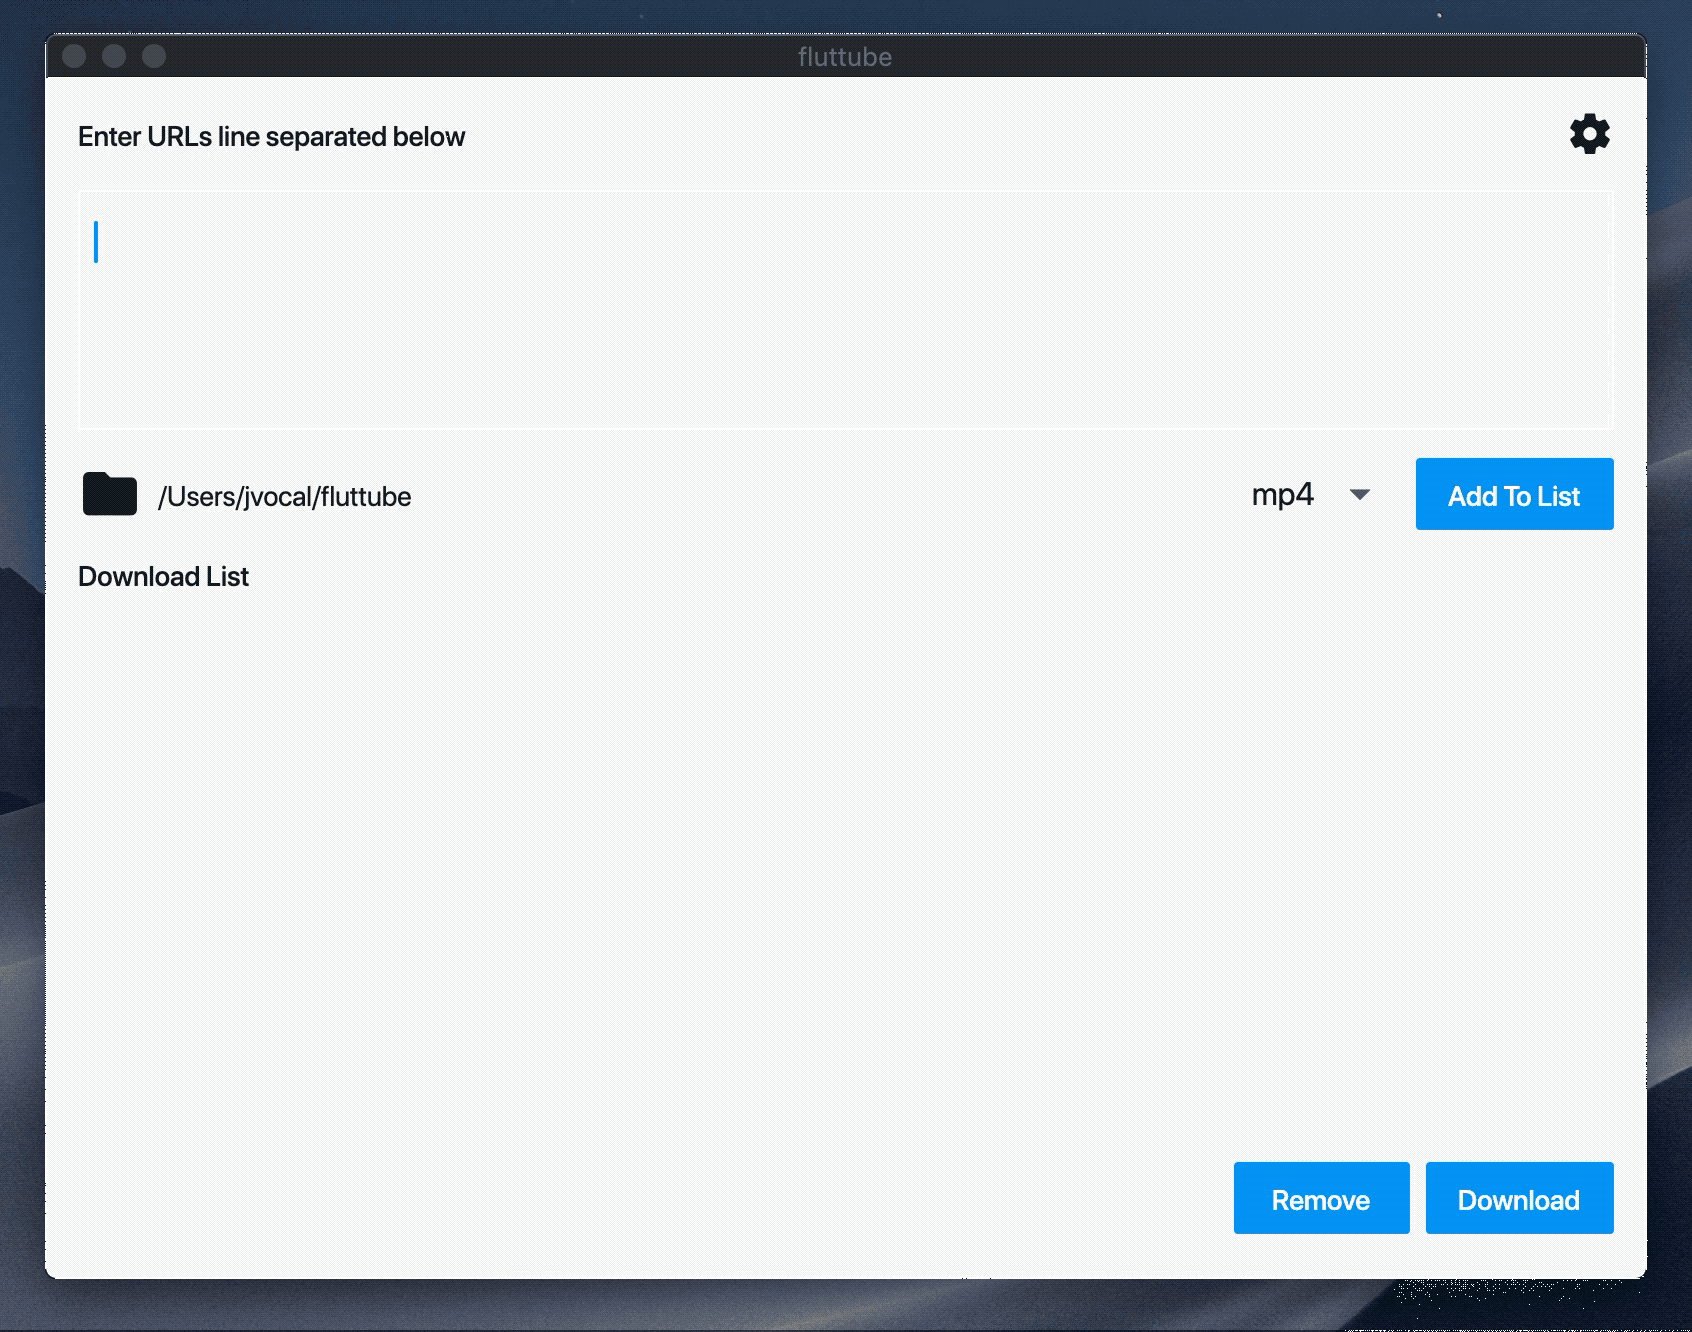 fluttube
Enter URLs line separated below
/Users/jvocal/fluttube
mp4
Add To List
Download List
Remove
Download